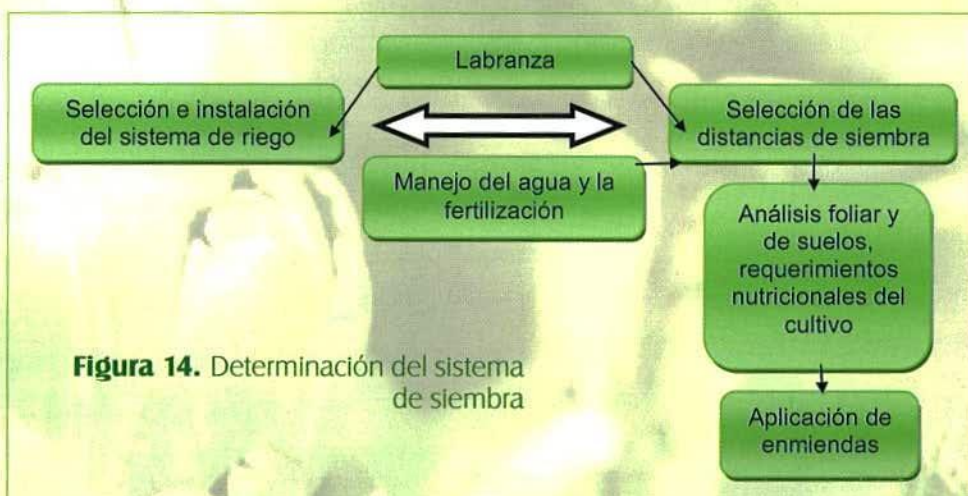 Labranza
Selección e instalación
del sistema de riego
Selección de las
distancias de siembra
Manejo del agua y la
fertilización
Análisis foliar y
de suelos,
requerimientos
nutricionales del
cultivo
Figura 14. Determinación del sistema
de siembra
Aplicación de
enmiendas